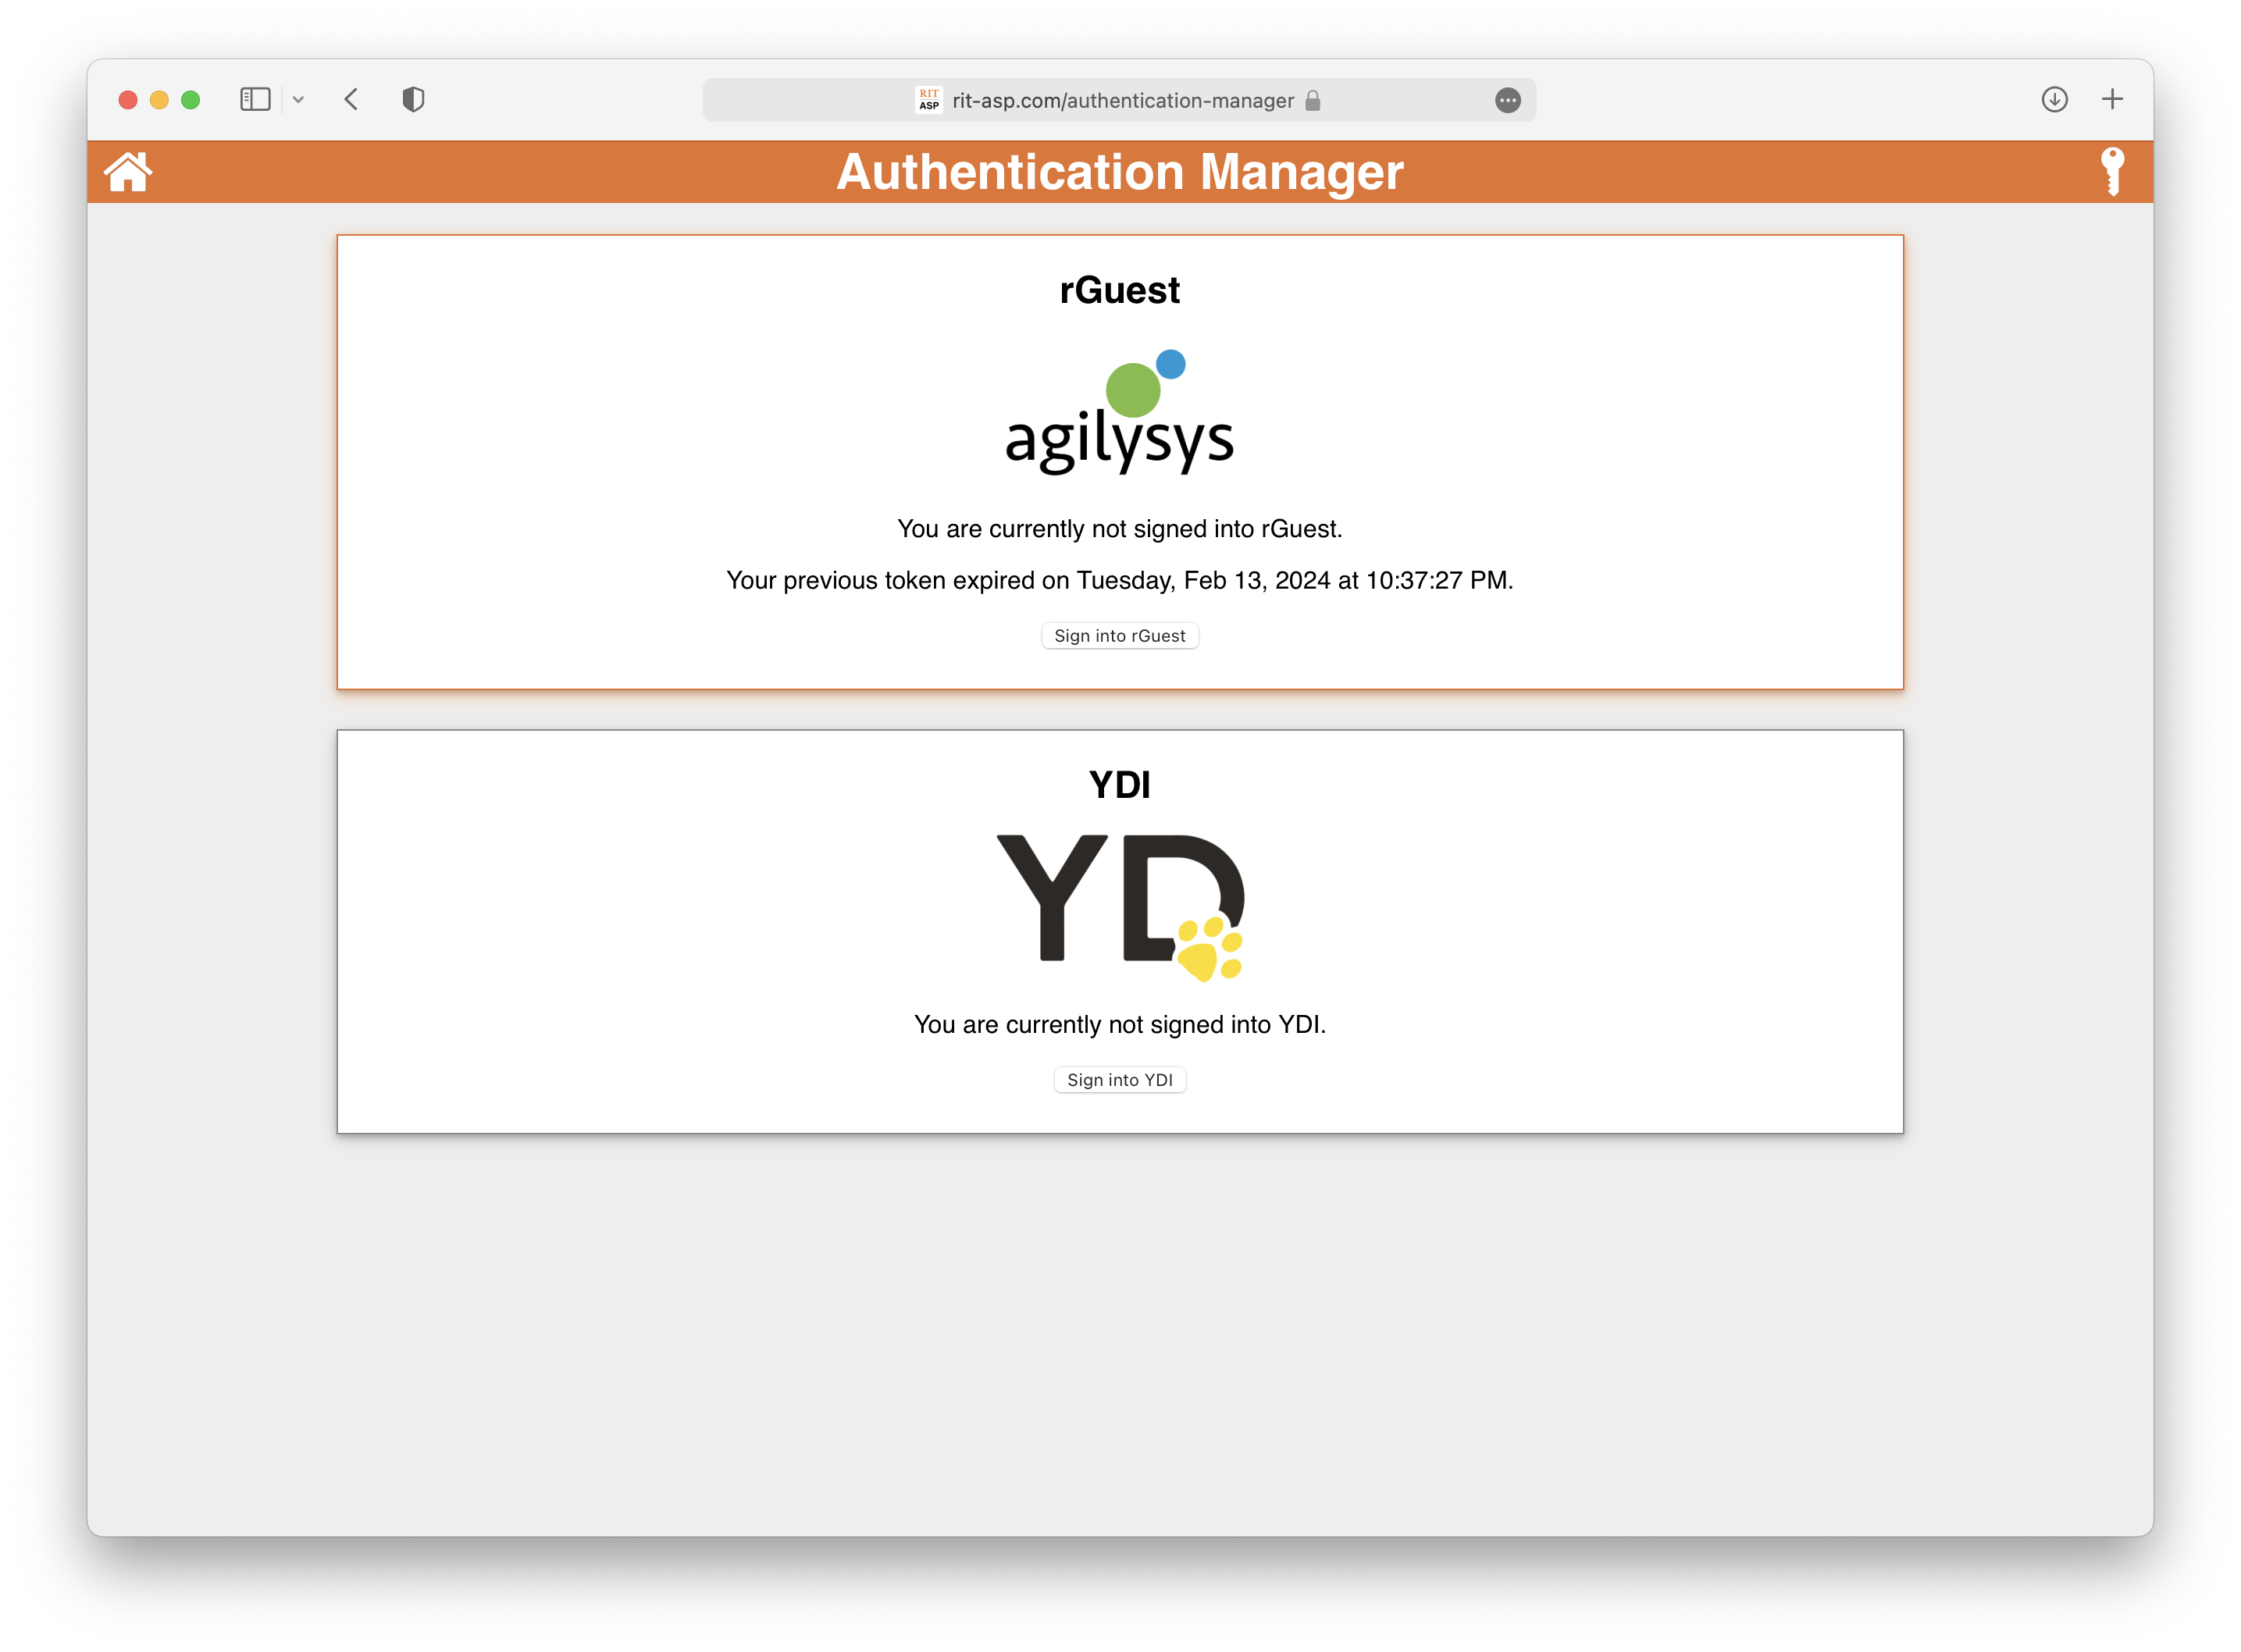 RIT
ASP
rit-asp.com/authentication-manager
Authentication Manager
rGuest
agilysys
You are currently not signed into rGuest.
Your previous token expired on Tuesday, Feb 13, 2024 at 10:37:27 PM.
Sign into rGuest
YDI
YD
You are currently not signed into YDI.
Sign into YDI